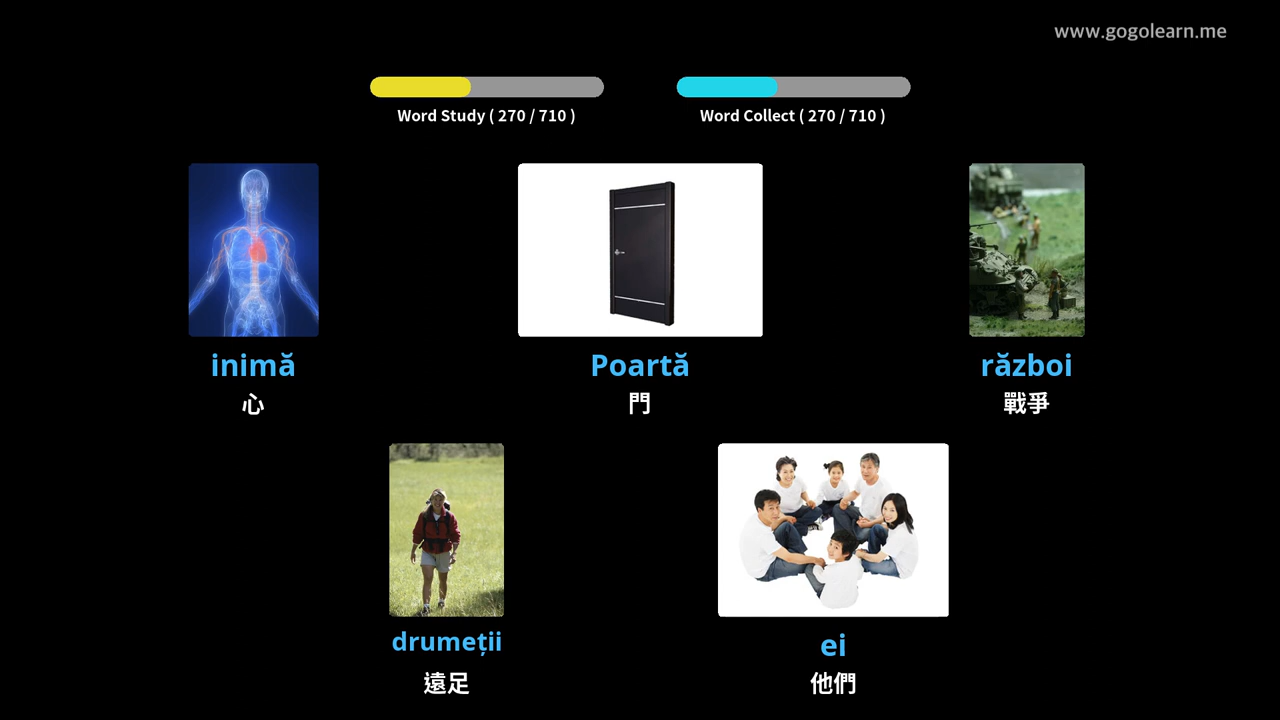 www.gogolearn.me
Word Study ( 270 / 710 )
Word Collect ( 270 / 710 )
inimă
心
Poartă
門
război
戰爭
drumeții
遠足
ei
他們